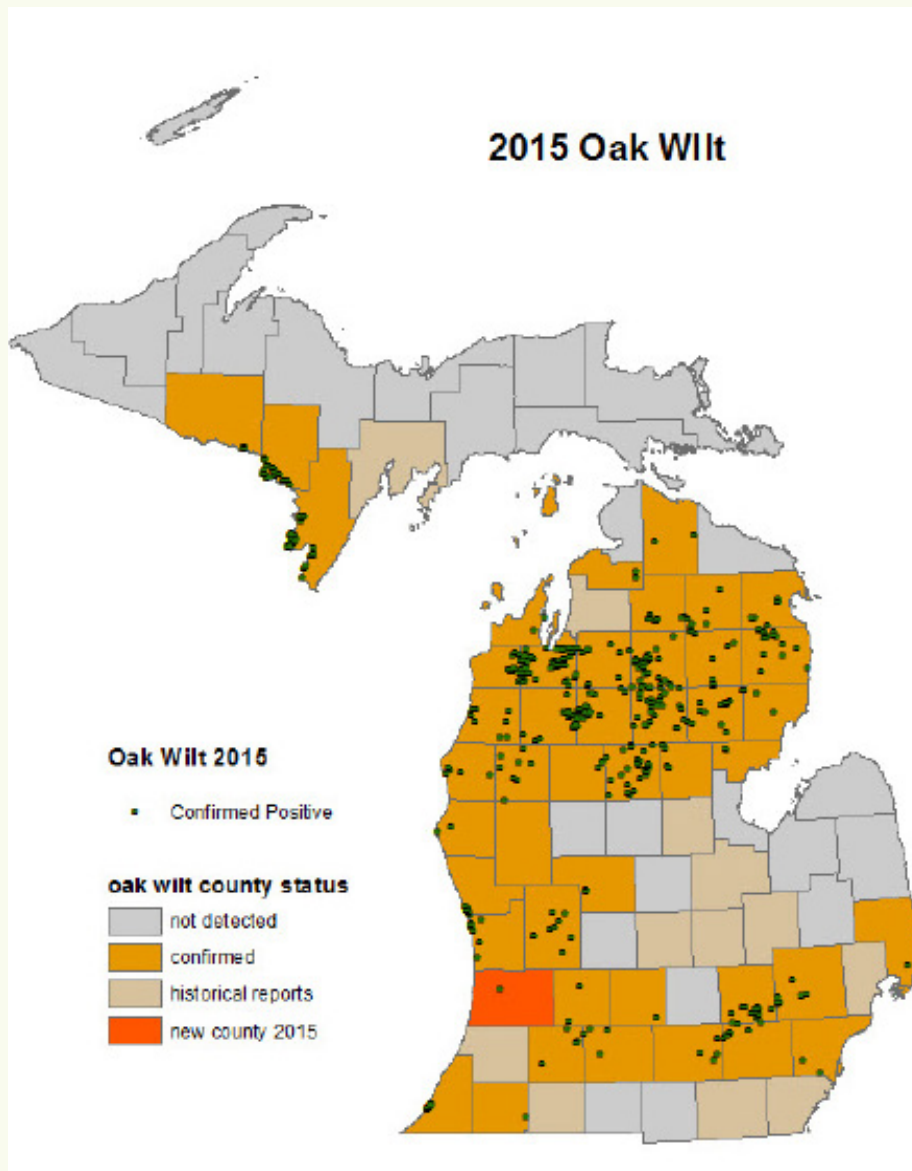 2015 Oak WIlt
Oak Wilt 2015
Confirmed Positive
oak wilt county status
not detected
confirmed
historical reports
new county 2015